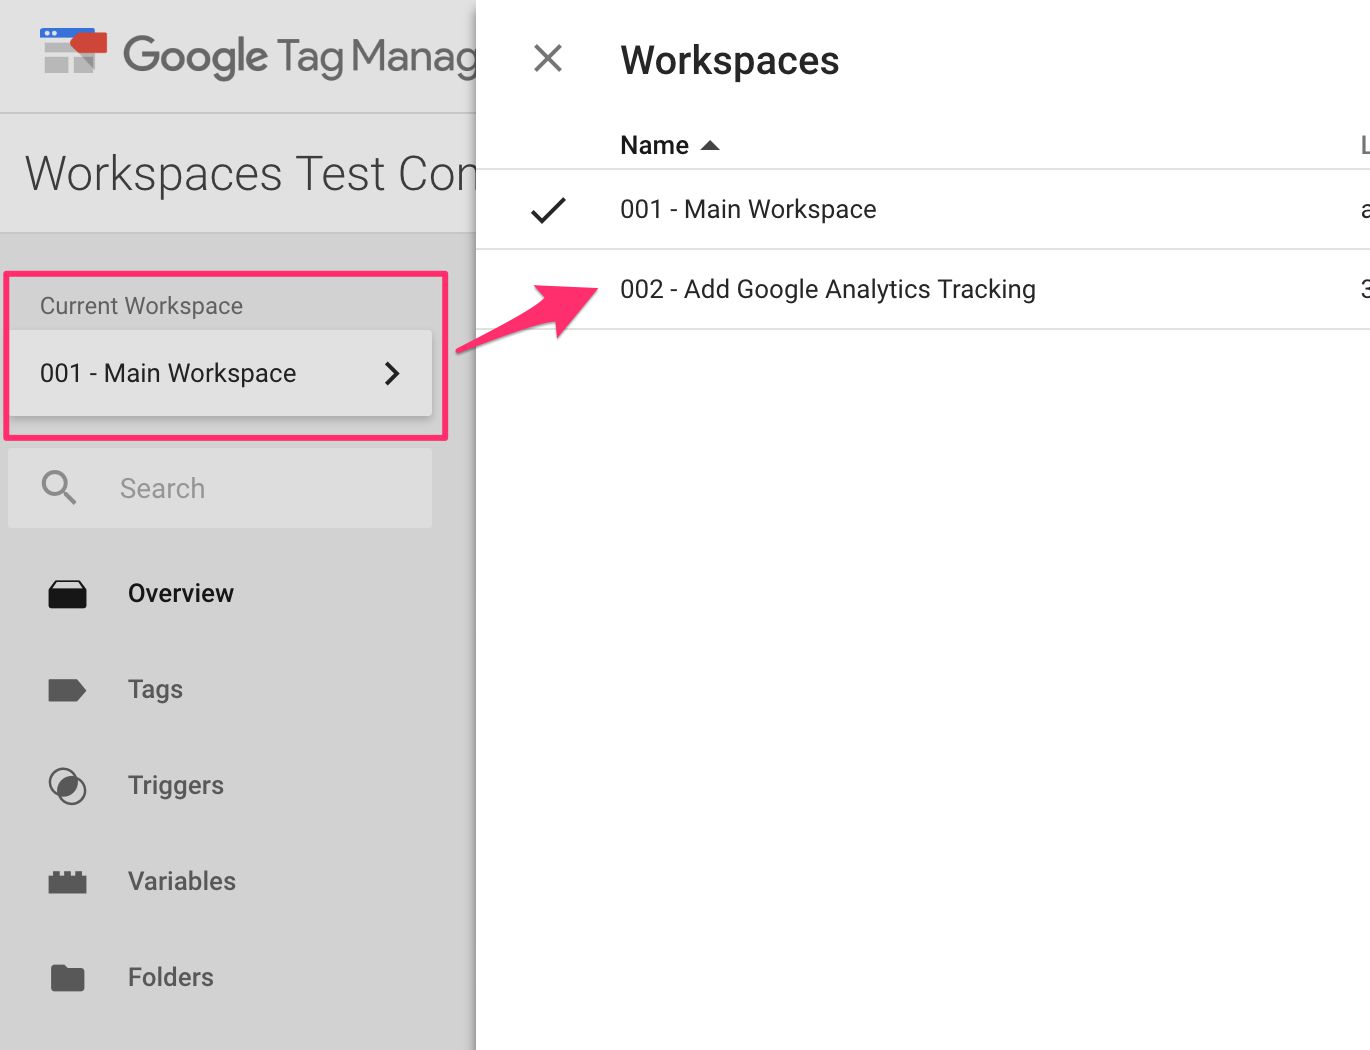 Google Tag Manag
Workspaces Test Con
Current Workspace
001 - Main Workspace
Search
Overview
Tags
Triggers
Variables
Folders
Workspaces
Name
001 - Main Workspace
002 - Add Google Analytics Tracking